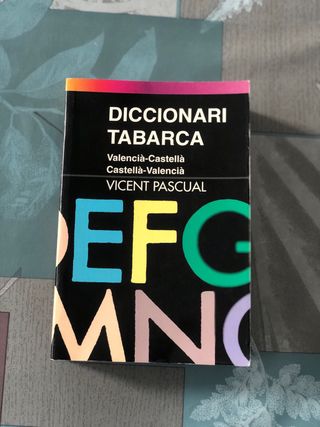 DICCIONARI
TABARCA
Valencià-Castellà
Castellà-Valencià
VICENT PASCUAL
DEFG
MNO